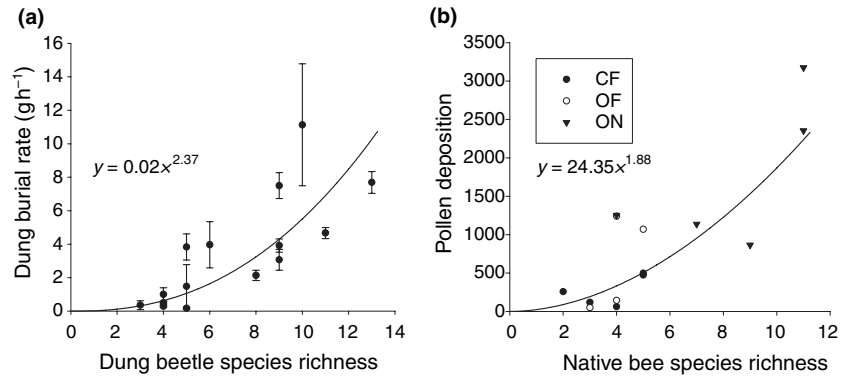 (a)
Dung burial rate (g h⁻¹)
16
14
12
10
8
6
4
2
0
y = 0.02x^2.37
0 2 4 6 8 10 12 14
Dung beetle species richness
(b)
Pollen deposition
3500
3000
2500
2000
1500
1000
500
0
CF
OF
ON
y = 24.35x^1.88
0 2 4 6 8 10 12
Native bee species richness